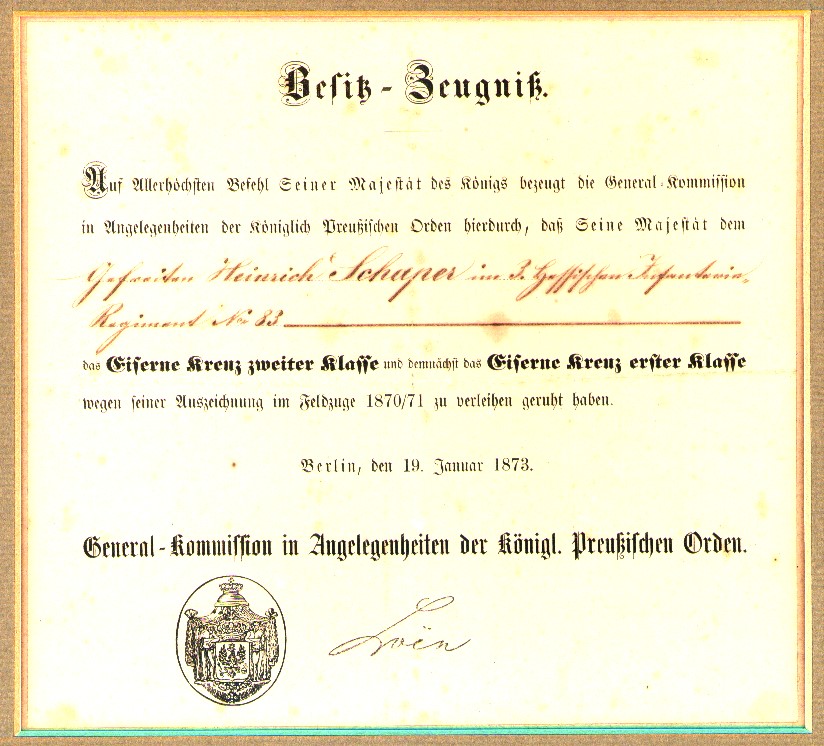 Besitz-Zeugniß.
Auf Allerhöchsten Befehl Seiner Majestät des Königs bezeugt die General-Kommission
in Angelegenheiten der Königlich Preußischen Orden hierdurch, daß Seine Majestät dem
Gefreiten Heinrich Schuper im 3. Hessischen Infanterie-
Regiment No 83
das Eiserne Kreuz zweiter Klasse und demnächst das Eiserne Kreuz erster Klasse
wegen seiner Auszeichnung im Feldzuge 1870/71 zu verleihen geruht haben.
Berlin, den 19. Januar 1873.
General-Kommission in Angelegenheiten der Königl. Preußischen Orden.
Loën